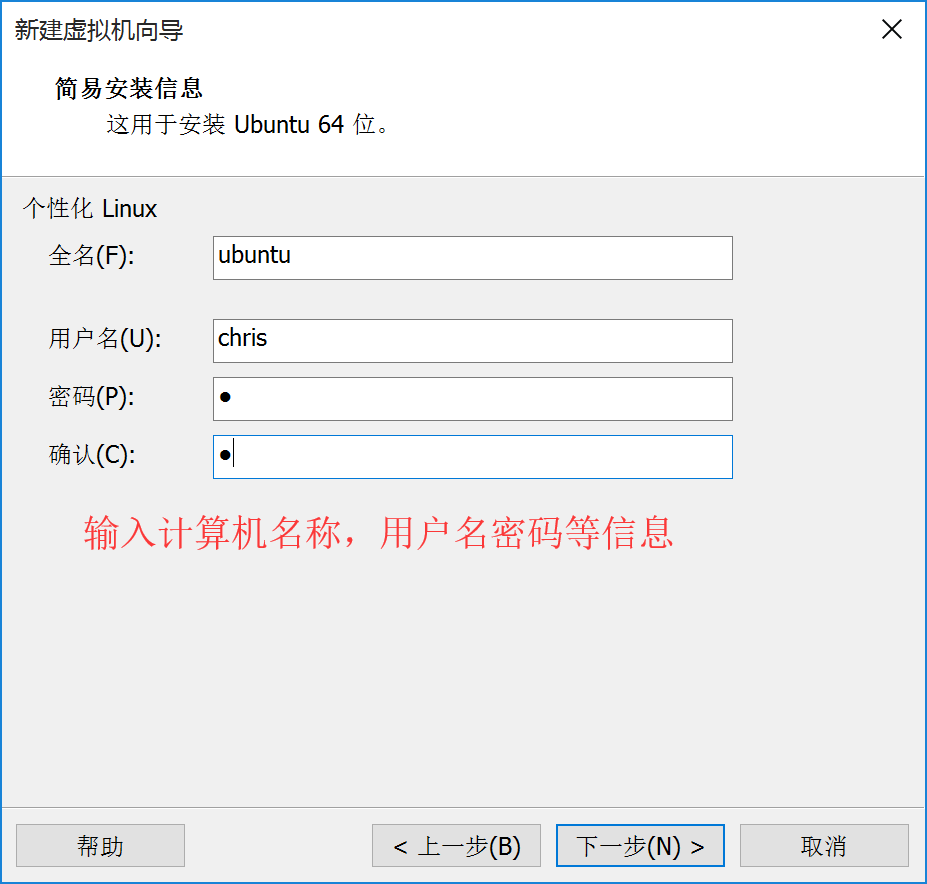 新建虚拟机向导
简易安装信息
这用于安装 Ubuntu 64 位。
个性化 Linux
全名(F): ubuntu
用户名(U): chris
密码(P): ●
确认(C): ●
输入计算机名称，用户名密码等信息
帮助 < 上一步(B) 下一步(N) > 取消